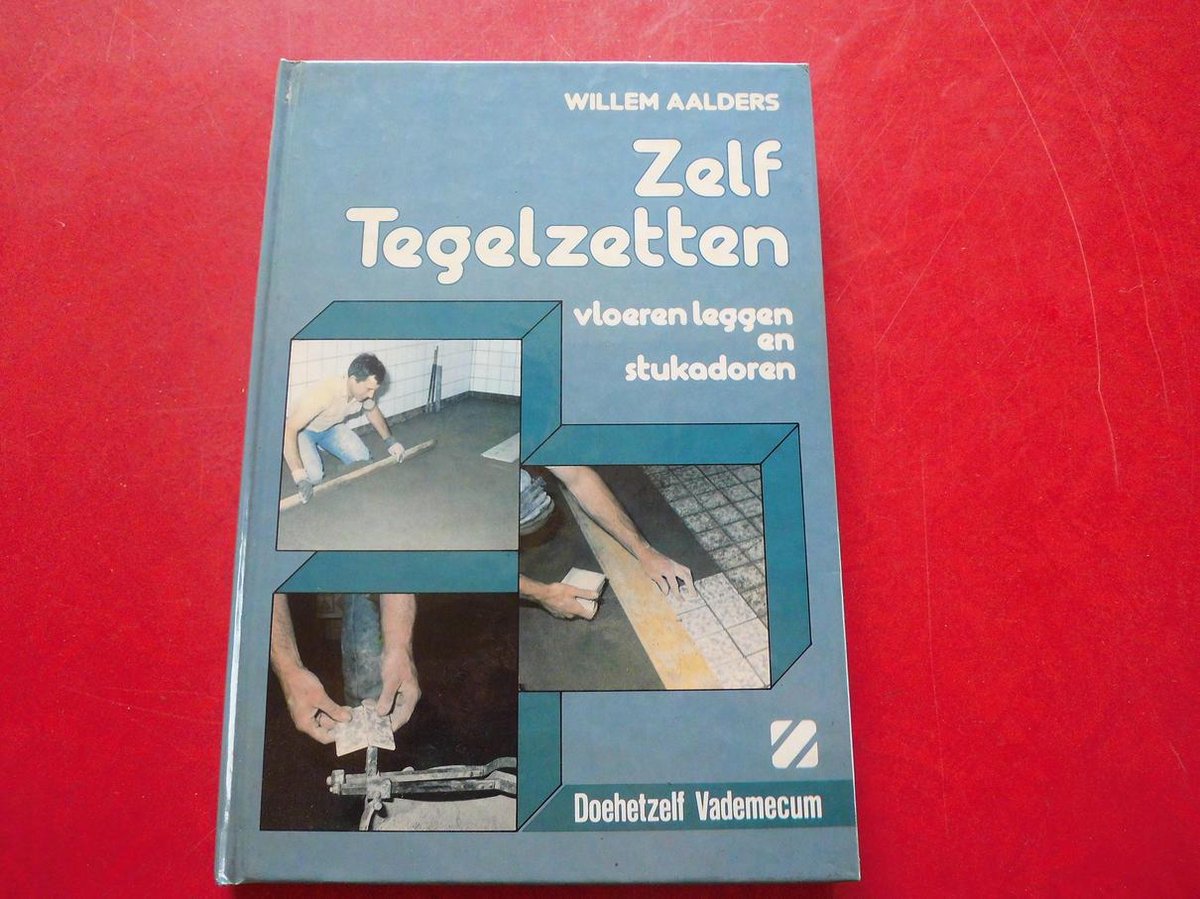 WILLEM AALDERS
Zelf
Tegelzetten
vloeren leggen
en
stukadoren
Doehetzelf Vademecum